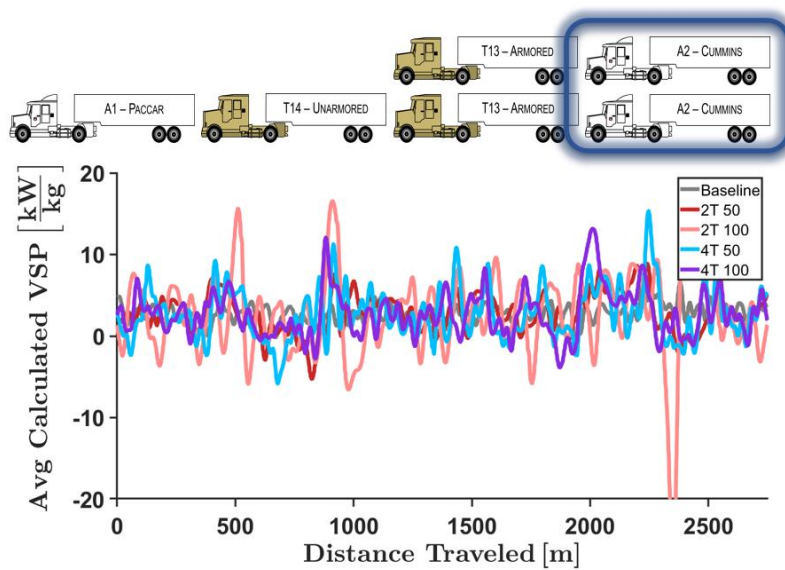 T13 – ARMORED
A2 – CUMMINS
A1 – PACCAR
T14 – UNARMORED
T13 – ARMORED
A2 – CUMMINS
Avg Calculated VSP [kW/kg]
20
10
0
-10
-20
Baseline
2T 50
2T 100
4T 50
4T 100
0
500
1000
1500
2000
2500
Distance Traveled [m]